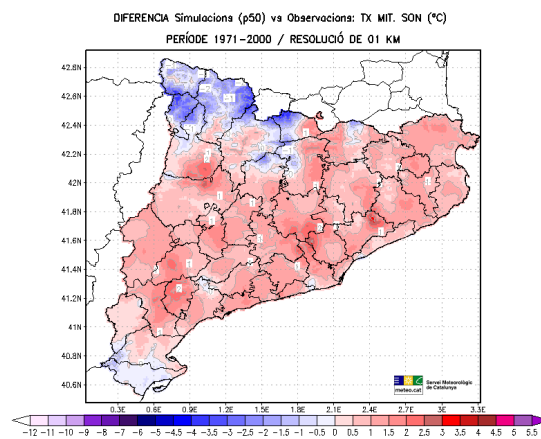 DIFERENCIA Simulacions (p50) vs Observacions: TX MIT. SON (°C)
PERÍODE 1971-2000 / RESOLUCIÓ DE 01 KM
42.8N
42.6N
42.4N
42.2N
42N
41.8N
41.6N
41.4N
41.2N
41N
40.8N
40.6N
meteo.cat
Servei Meteorològic
de Catalunya
0.3E 0.6E 0.9E 1.2E 1.5E 1.8E 2.1E 2.4E 2.7E 3E 3.3E
-12 -11 -10 -9 -8 -7 -6 -5 -4.5 -4 -3.5 -3 -2.5 -2 -1.5 -1 -0.5 0 0.5 1 1.5 2 2.5 3 3.5 4 4.5 5 5.5